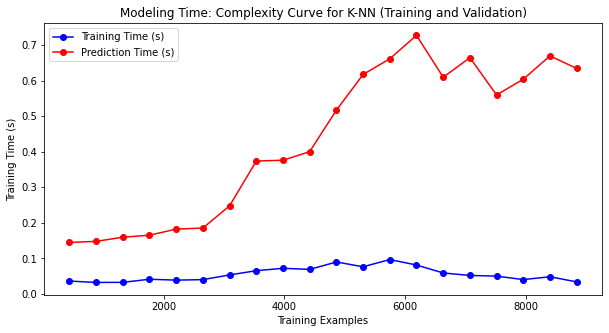 Modeling Time: Complexity Curve for K-NN (Training and Validation)
Training Time (s)
Prediction Time (s)
Training Time (s)
0.7
0.6
0.5
0.4
0.3
0.2
0.1
0.0
2000 4000 6000 8000
Training Examples